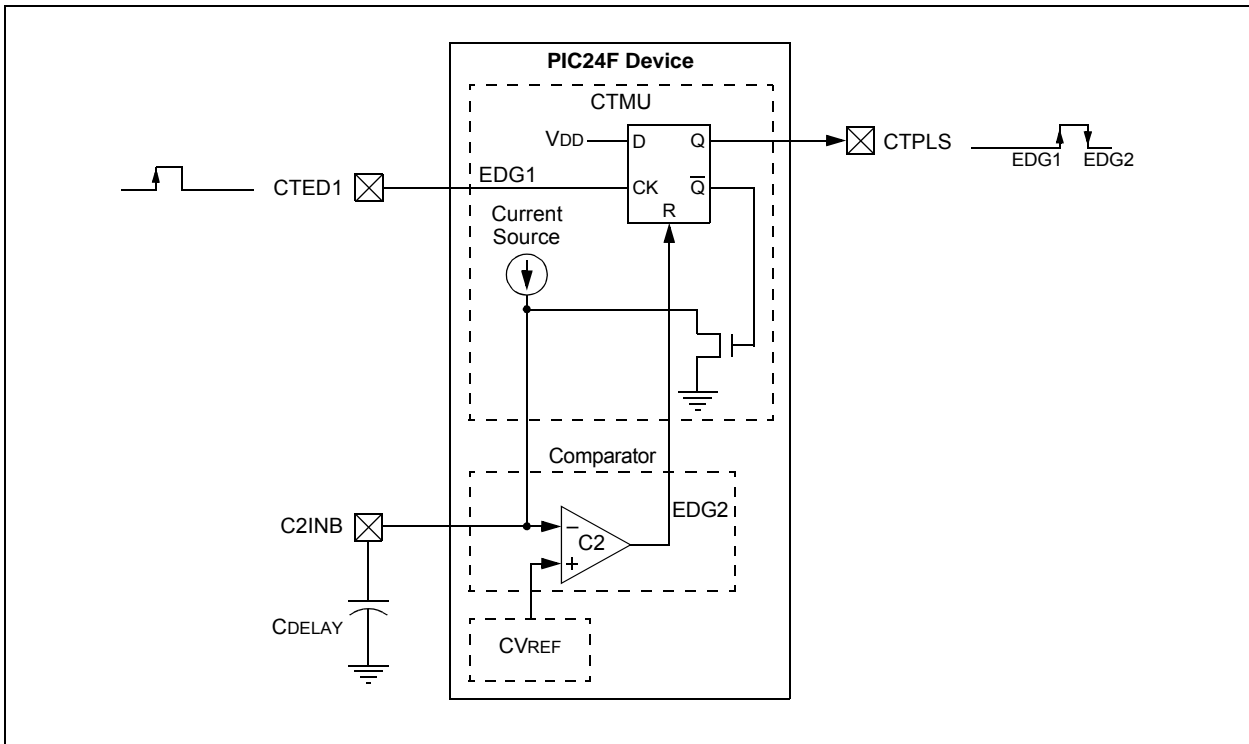 PIC24F Device
CTMU
VDD
D
Q
CTPLS
EDG1
EDG2
CTED1
EDG1
CK
Q̅
R
Current
Source
Comparator
C2INB
EDG2
−
C2
+
CDELAY
CVREF